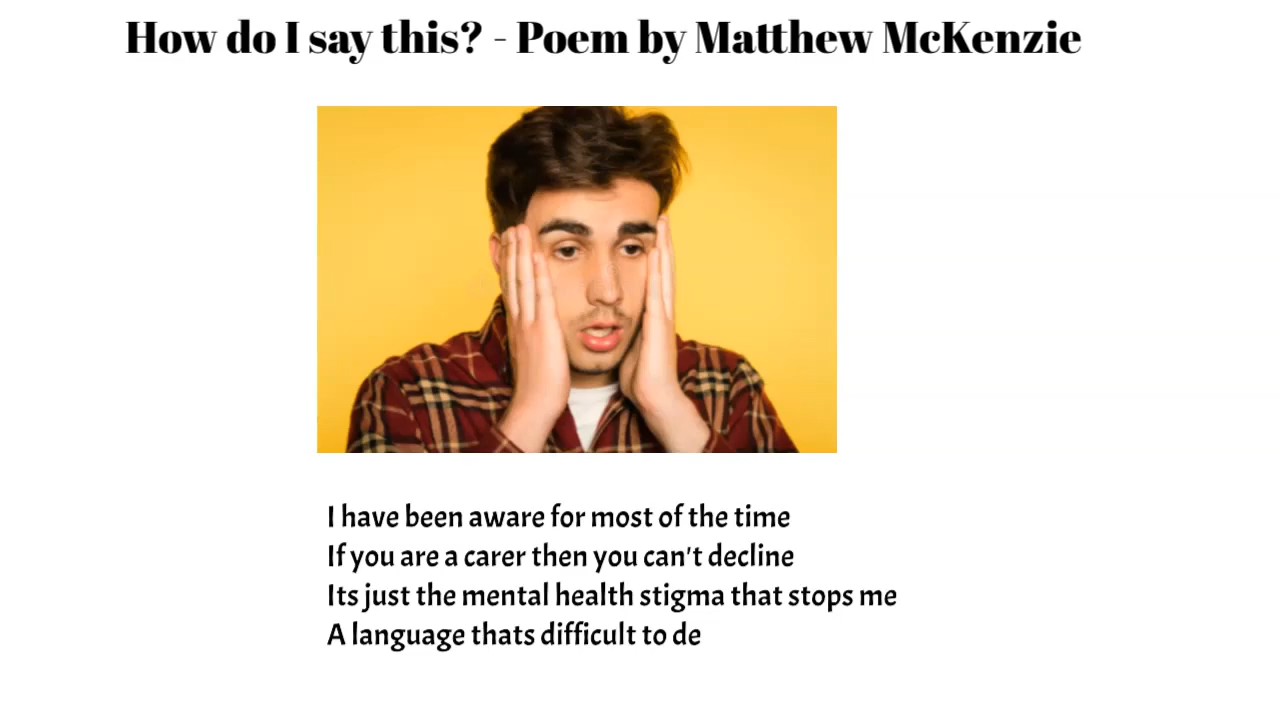 How do I say this? - Poem by Matthew McKenzie
I have been aware for most of the time
If you are a carer then you can't decline
Its just the mental health stigma that stops me
A language thats difficult to de